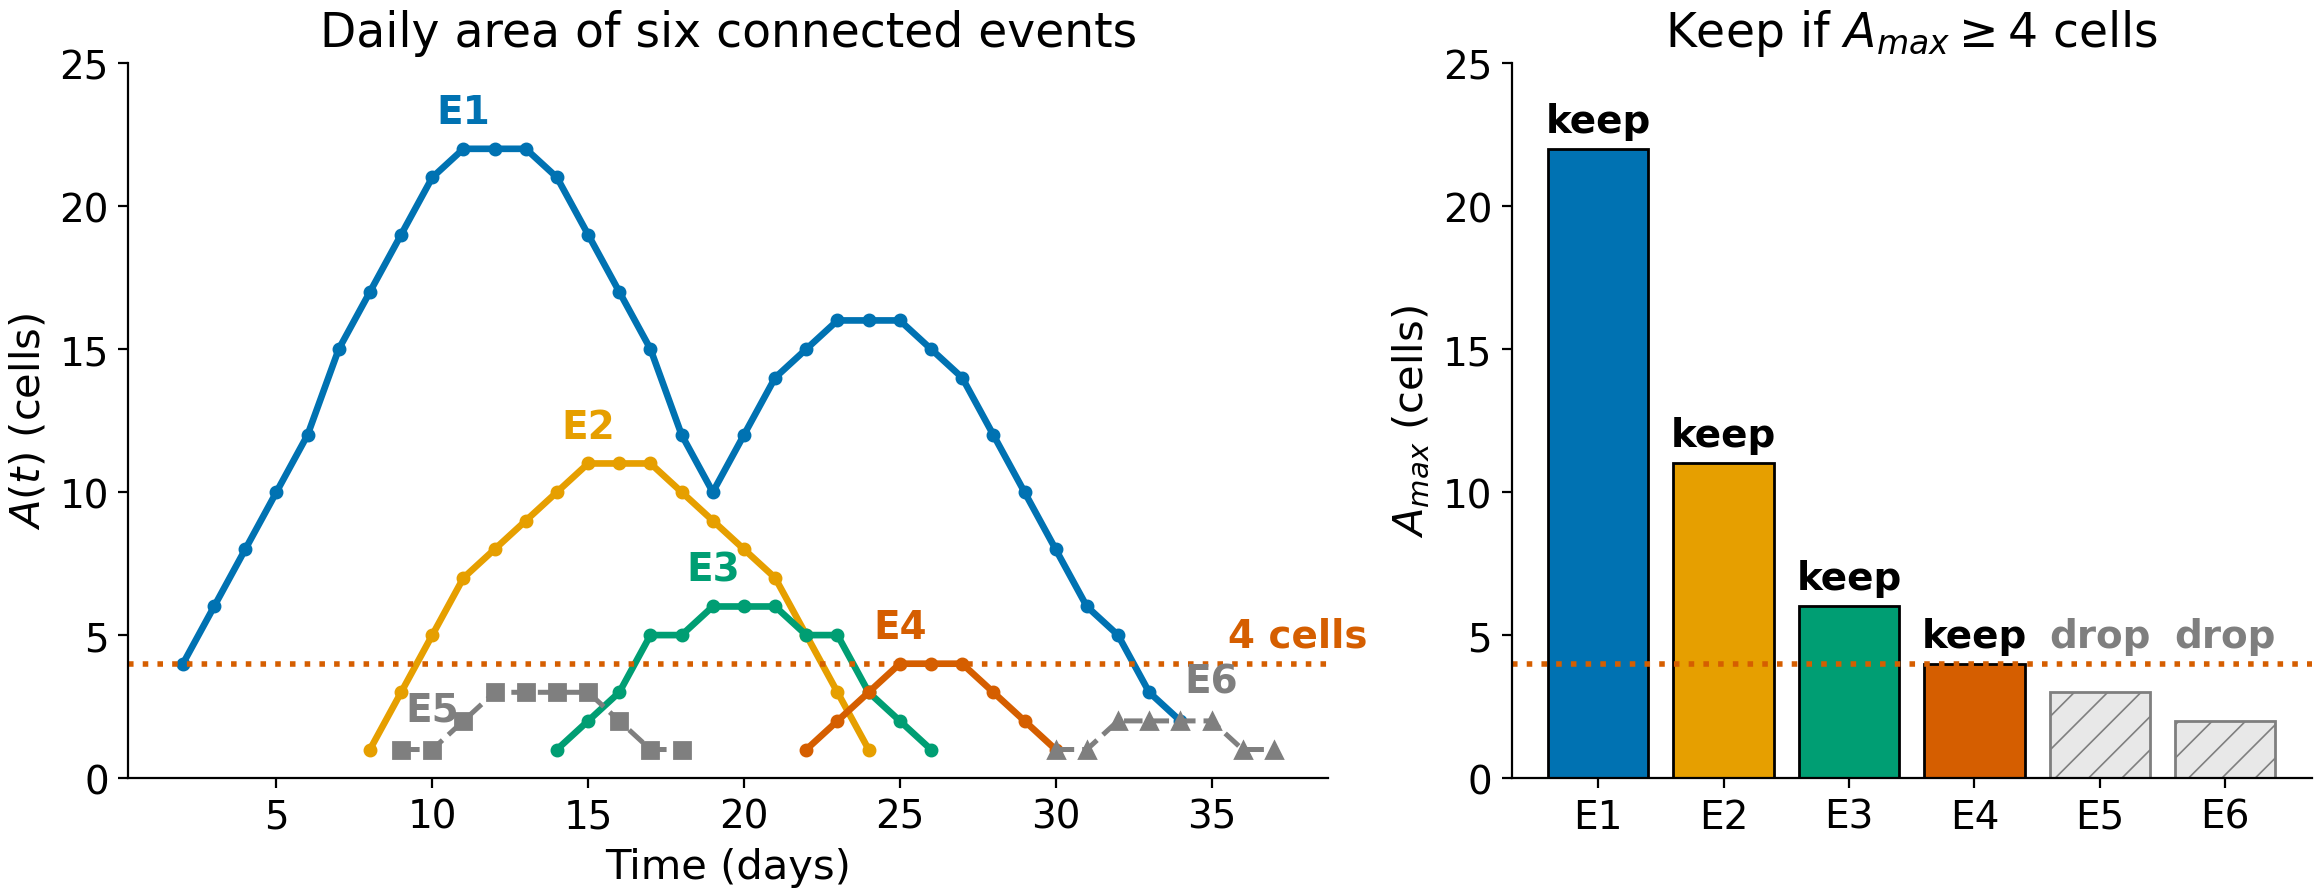 Daily area of six connected events
A(t) (cells)
25
20
15
10
5
0
E1
E2
E3
E4
4 cells
E5
E6
5
10
15
20
25
30
35
Time (days)
Keep if A_max ≥ 4 cells
A_max (cells)
25
20
15
10
5
0
keep
keep
keep
keep
drop
drop
E1
E2
E3
E4
E5
E6